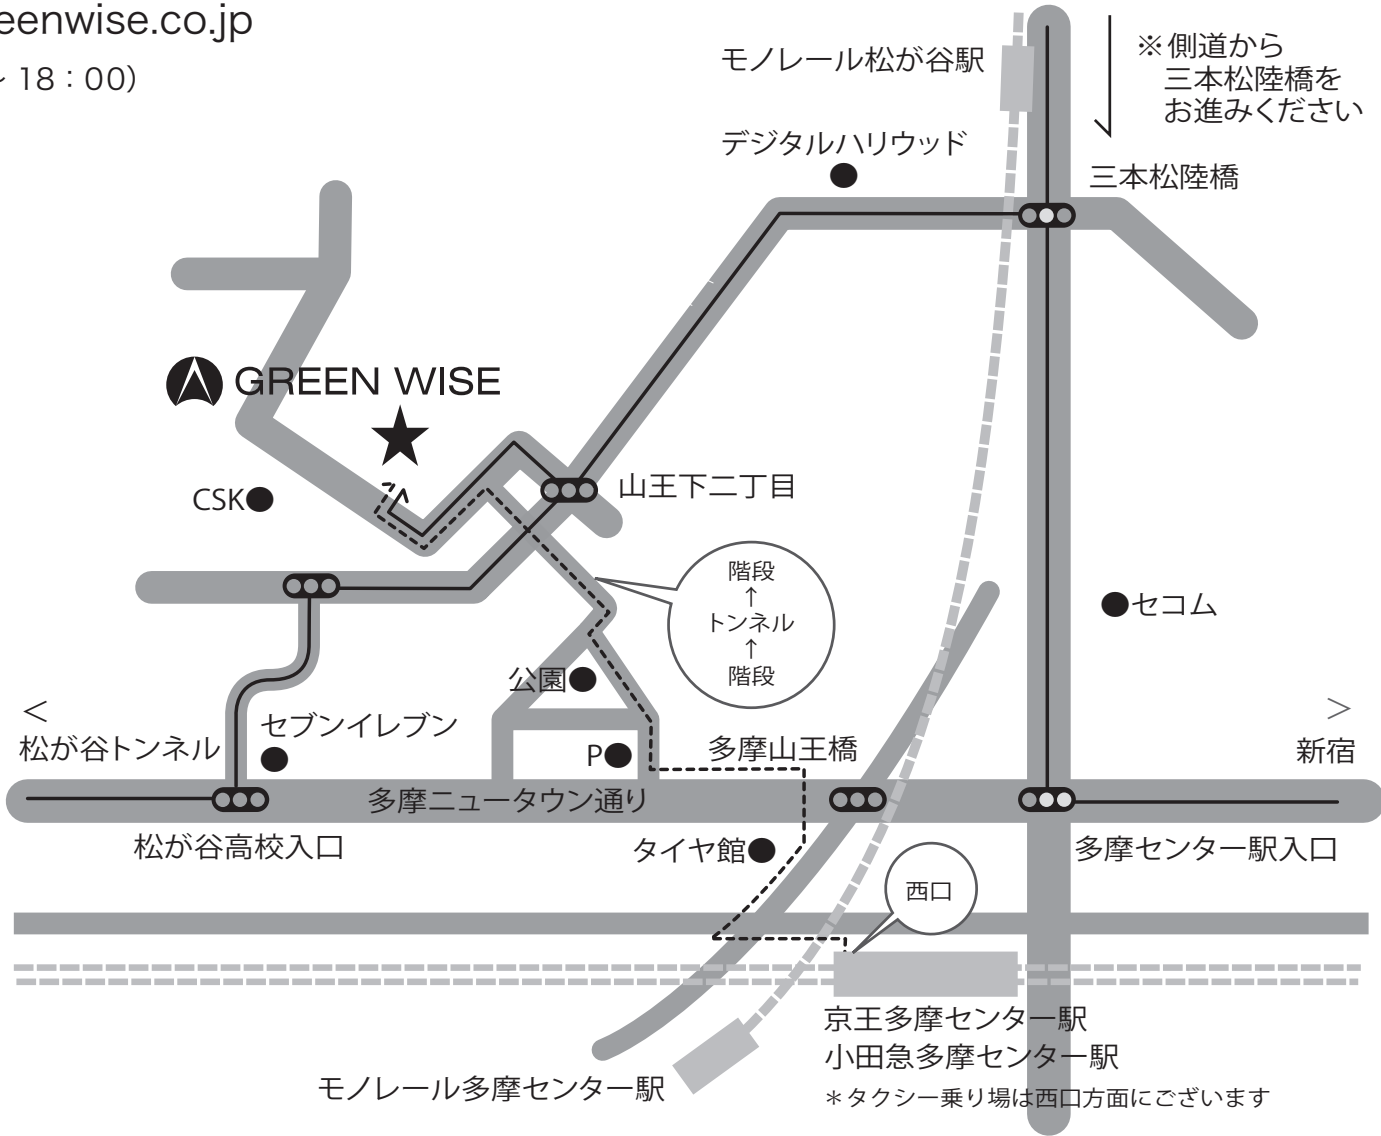 eenwise.co.jp
18：00）
モノレール松が谷駅
※側道から
三本松陸橋を
お進みください
デジタルハリウッド
三本松陸橋
GREEN WISE
CSK
山王下二丁目
階段
↑
トンネル
↑
階段
セコム
公園
＜
松が谷トンネル
セブンイレブン
P
多摩山王橋
＞
新宿
多摩ニュータウン通り
松が谷高校入口
タイヤ館
多摩センター駅入口
西口
京王多摩センター駅
小田急多摩センター駅
モノレール多摩センター駅
＊タクシー乗り場は西口方面にございます